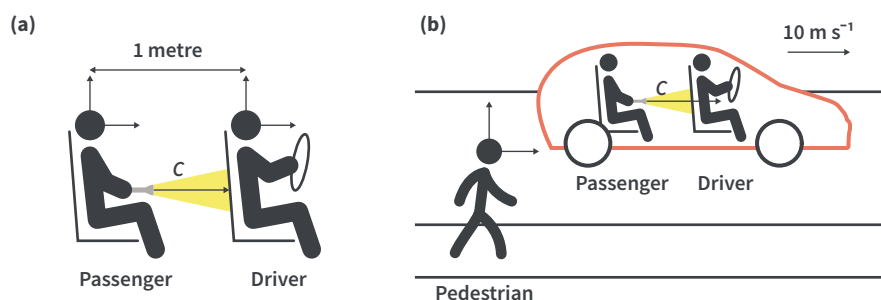 (a)
1 metre
C
Passenger
Driver
(b)
10 m s⁻¹
C
Passenger
Driver
Pedestrian